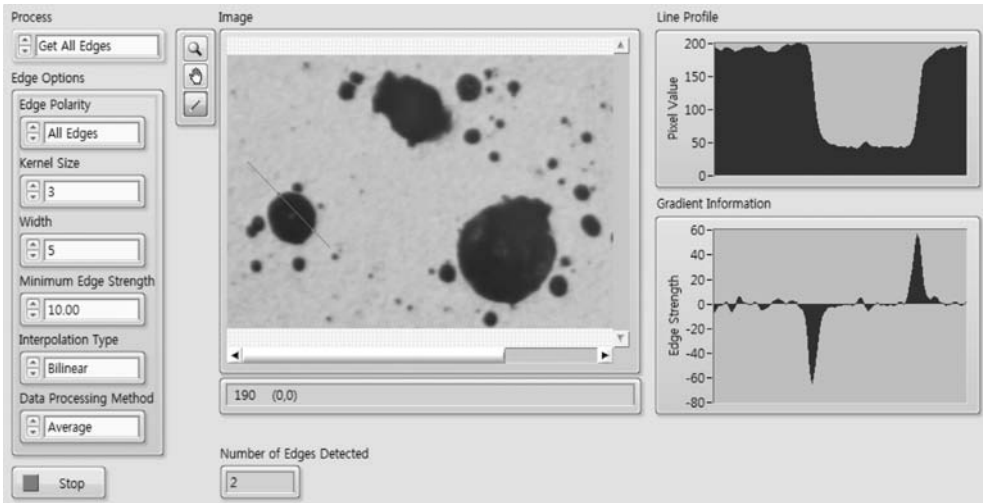 Process
Get All Edges
Edge Options
Edge Polarity
All Edges
Kernel Size
3
Width
5
Minimum Edge Strength
10.00
Interpolation Type
Bilinear
Data Processing Method
Average
Stop
Image
190 (0,0)
Number of Edges Detected
2
Line Profile
Pixel Value
200
150
100
50
0
Gradient Information
Edge Strength
60
40
20
0
-20
-40
-60
-80